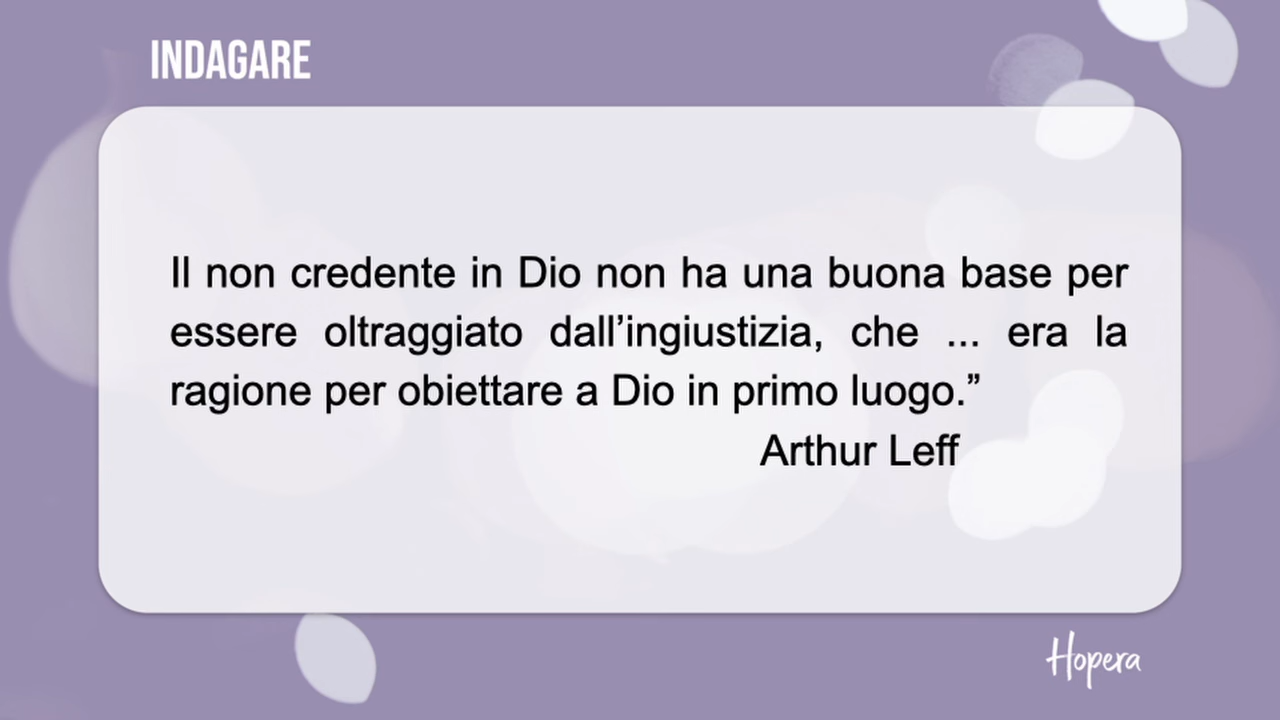 INDAGARE
Il non credente in Dio non ha una buona base per
essere oltraggiato dall’ingiustizia, che ... era la
ragione per obiettare a Dio in primo luogo.”
Arthur Leff
Hopera